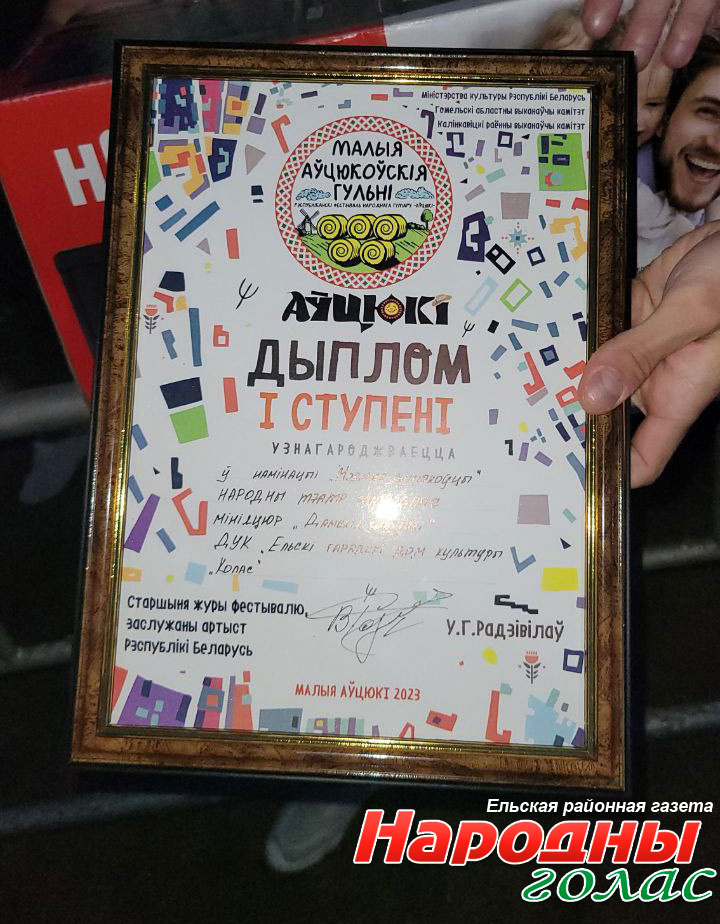 Міністэрства культуры Рэспублікі Беларусь
Гомельскі абласны выканаўчы камітэт
Калінкавіцкі раённы выканаўчы камітэт
МАЛЫЯ
АЎЦЮКОЎСКІЯ
ГУЛЬНІ
АЎЦЮКІ
ДЫПЛОМ
І СТУПЕНІ
УЗНАГАРОДЖВАЕЦЦА
ў намінацыі
НАРОДНЫ тэатр
мініяцюр
ДУК "Ельскі гарадскі дом культуры
"Колас"
Старшыня журы фестывалю,
заслужаны артыст
Рэспублікі Беларусь
У.Г.Радзівілаў
МАЛЫЯ АЎЦЮКІ 2023
Ельская районная газета
Народны
голас